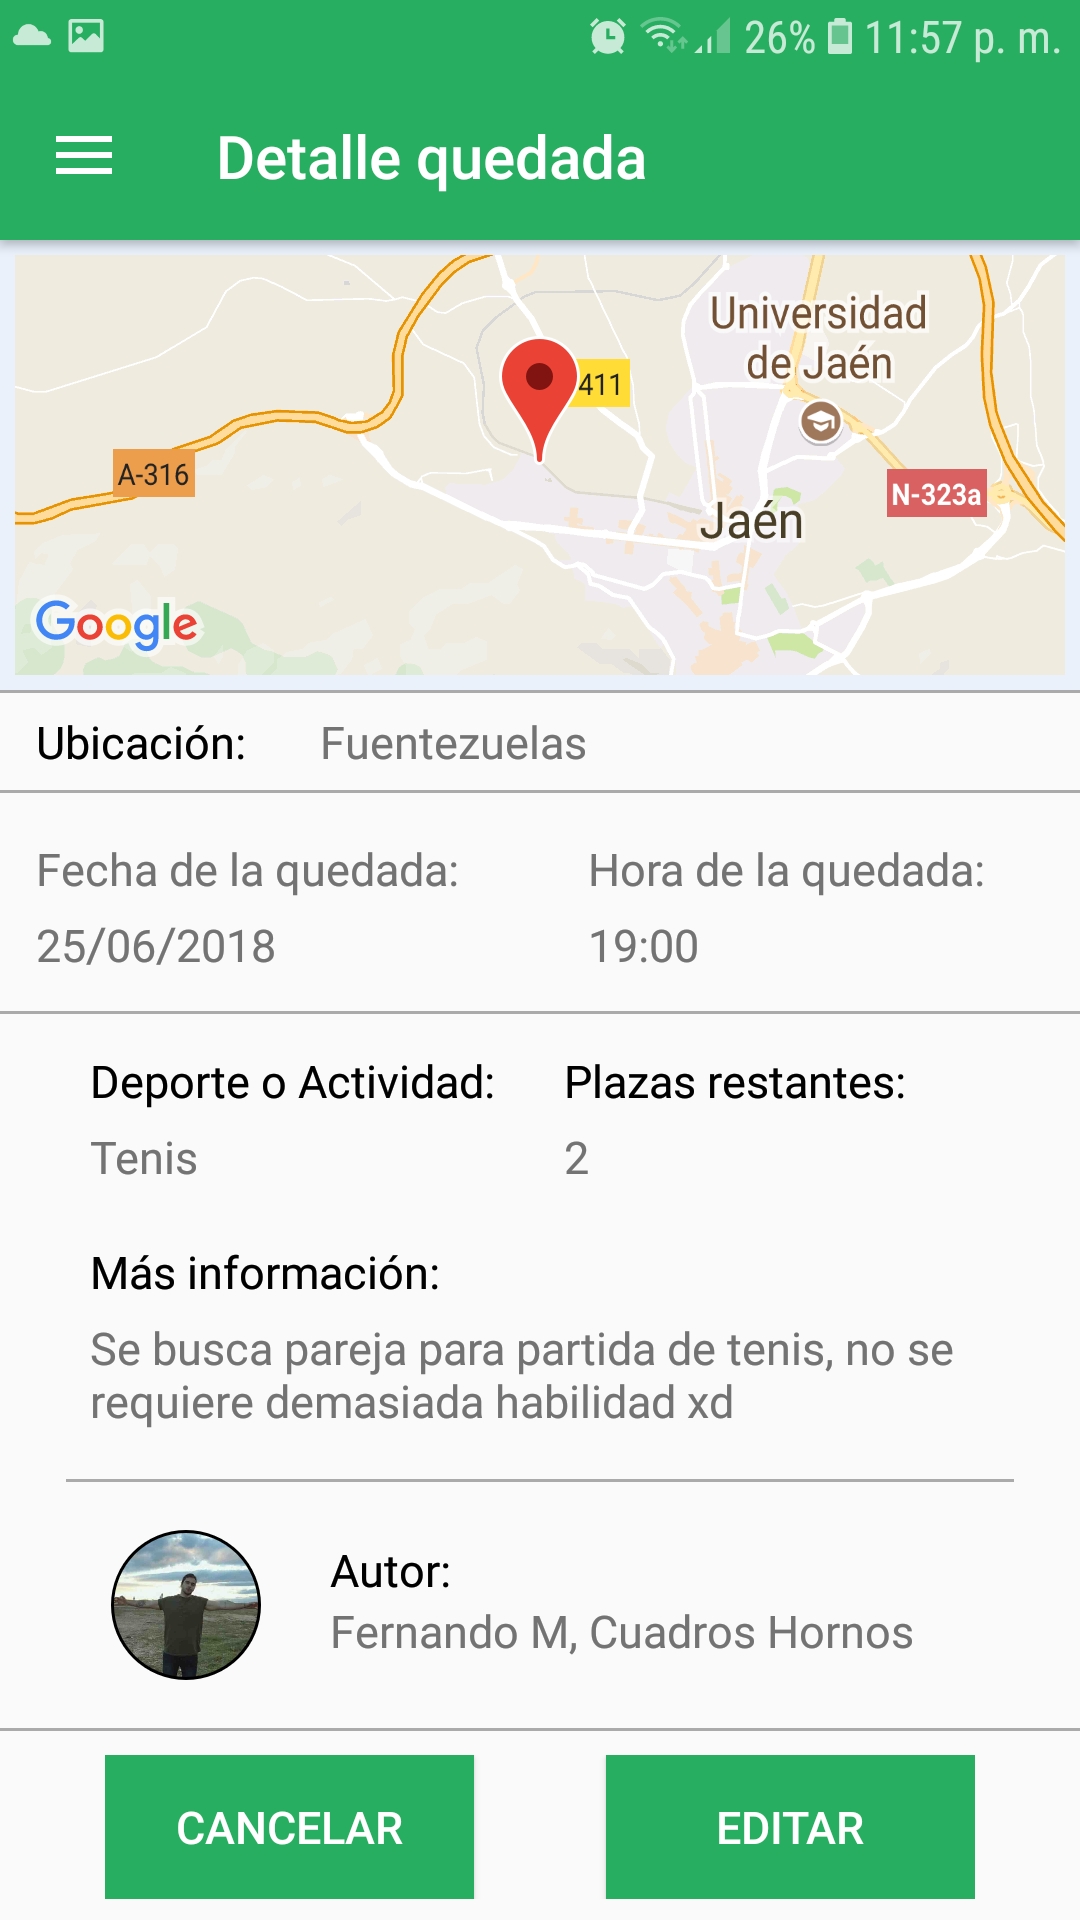 26% 11:57 p. m.
Detalle quedada
Universidad
de Jaén
411
A-316
N-323a
Jaén
Google
Ubicación: Fuentezuelas
Fecha de la quedada: Hora de la quedada:
25/06/2018 19:00
Deporte o Actividad: Plazas restantes:
Tenis 2
Más información:
Se busca pareja para partida de tenis, no se
requiere demasiada habilidad xd
Autor:
Fernando M, Cuadros Hornos
CANCELAR EDITAR